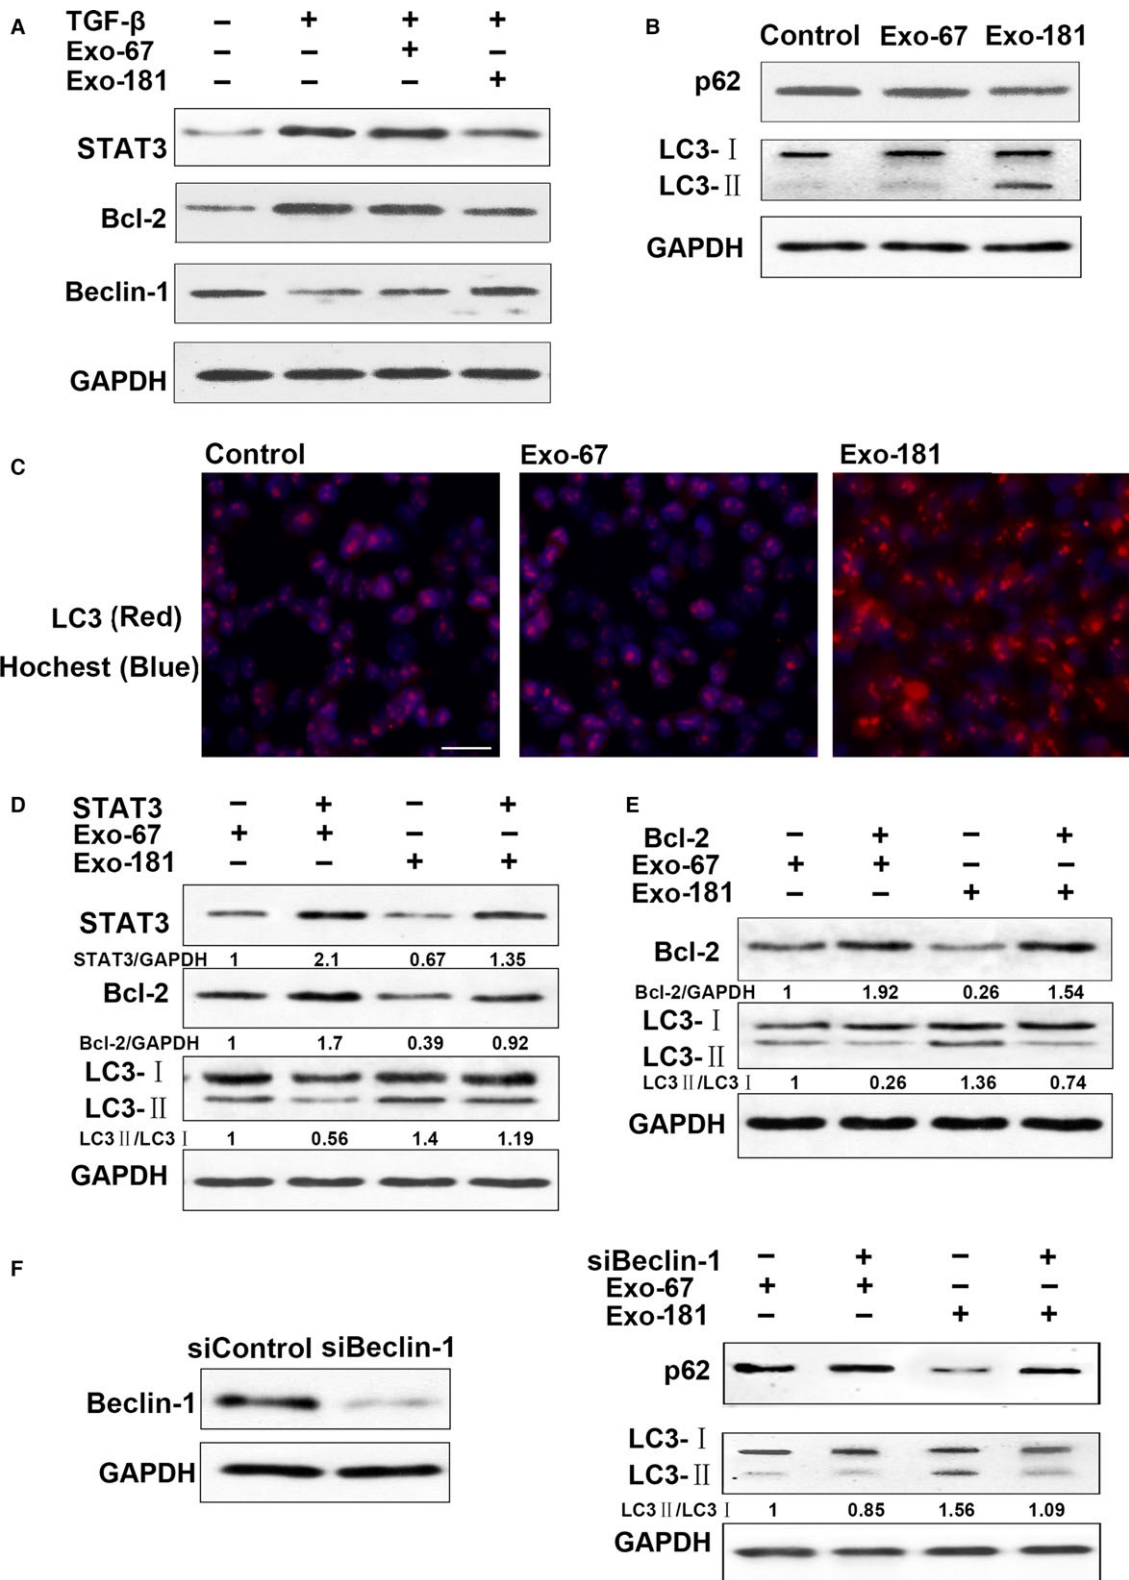 A
TGF-β − + + +
Exo-67 − − + −
Exo-181 − − − +
STAT3
Bcl-2
Beclin-1
GAPDH
B
Control Exo-67 Exo-181
p62
LC3-Ⅰ
LC3-Ⅱ
GAPDH
C
Control Exo-67 Exo-181
LC3 (Red)
Hochest (Blue)
D
STAT3 − + − +
Exo-67 + + − −
Exo-181 − − + +
STAT3
STAT3/GAPDH 1 2.1 0.67 1.35
Bcl-2
Bcl-2/GAPDH 1 1.7 0.39 0.92
LC3-Ⅰ
LC3-Ⅱ
LC3Ⅱ/LC3Ⅰ 1 0.56 1.4 1.19
GAPDH
E
Bcl-2 − + − +
Exo-67 + + − −
Exo-181 − − + +
Bcl-2
Bcl-2/GAPDH 1 1.92 0.26 1.54
LC3-Ⅰ
LC3-Ⅱ
LC3Ⅱ/LC3Ⅰ 1 0.26 1.36 0.74
GAPDH
F
siControl siBeclin-1
Beclin-1
GAPDH
siBeclin-1 − + − +
Exo-67 + + − −
Exo-181 − − + +
p62
LC3-Ⅰ
LC3-Ⅱ
LC3Ⅱ/LC3Ⅰ 1 0.85 1.56 1.09
GAPDH